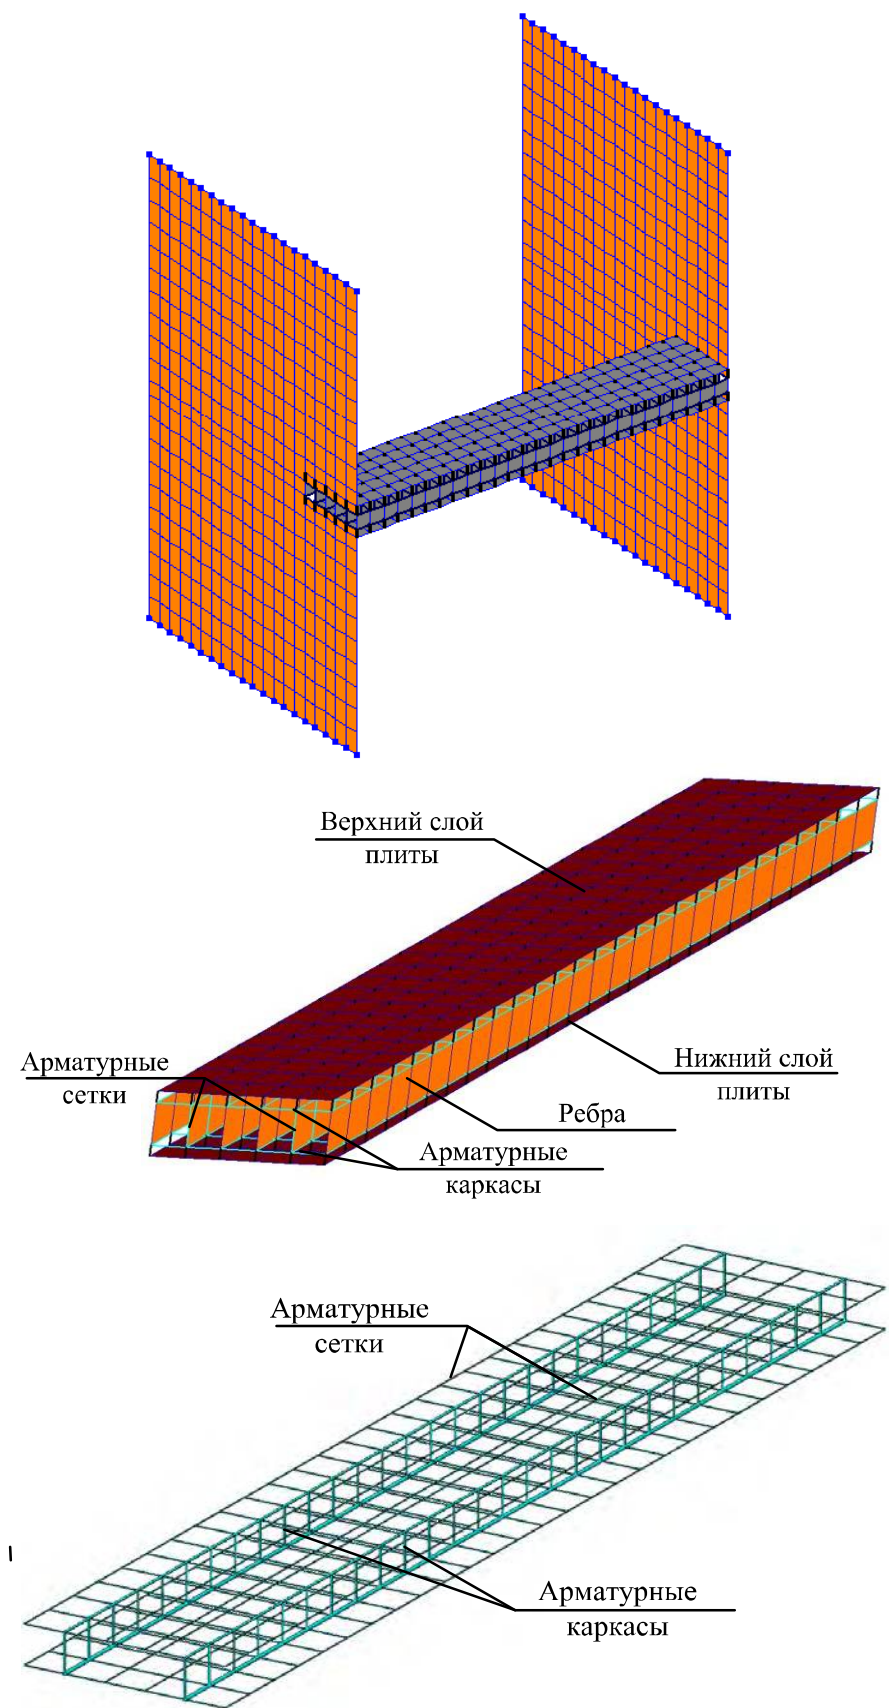 Верхний слой
плиты
Арматурные
сетки
Нижний слой
плиты
Ребра
Арматурные
каркасы
Арматурные
сетки
Арматурные
каркасы